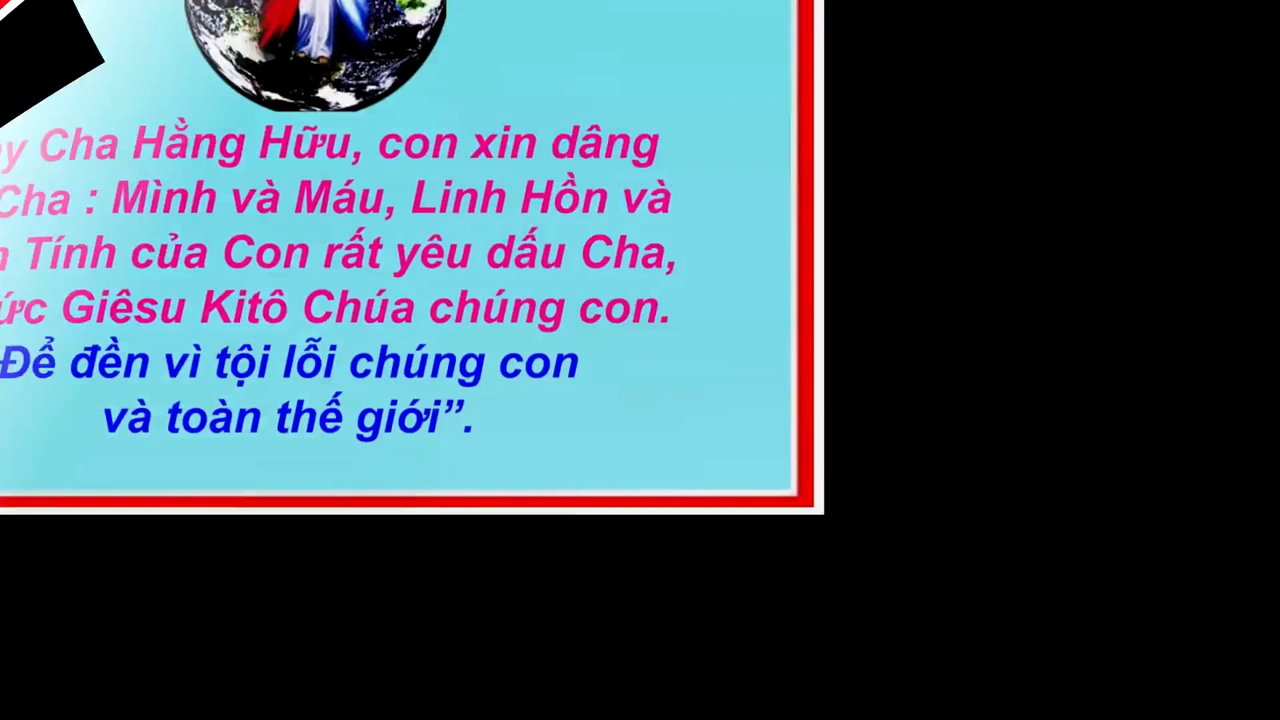 Cha Hằng Hữu, con xin dâng
Cha : Mình và Máu, Linh Hồn và
Tính của Con rất yêu dấu Cha,
Giêsu Kitô Chúa chúng con.
Để đền vì tội lỗi chúng con
và toàn thế giới”.